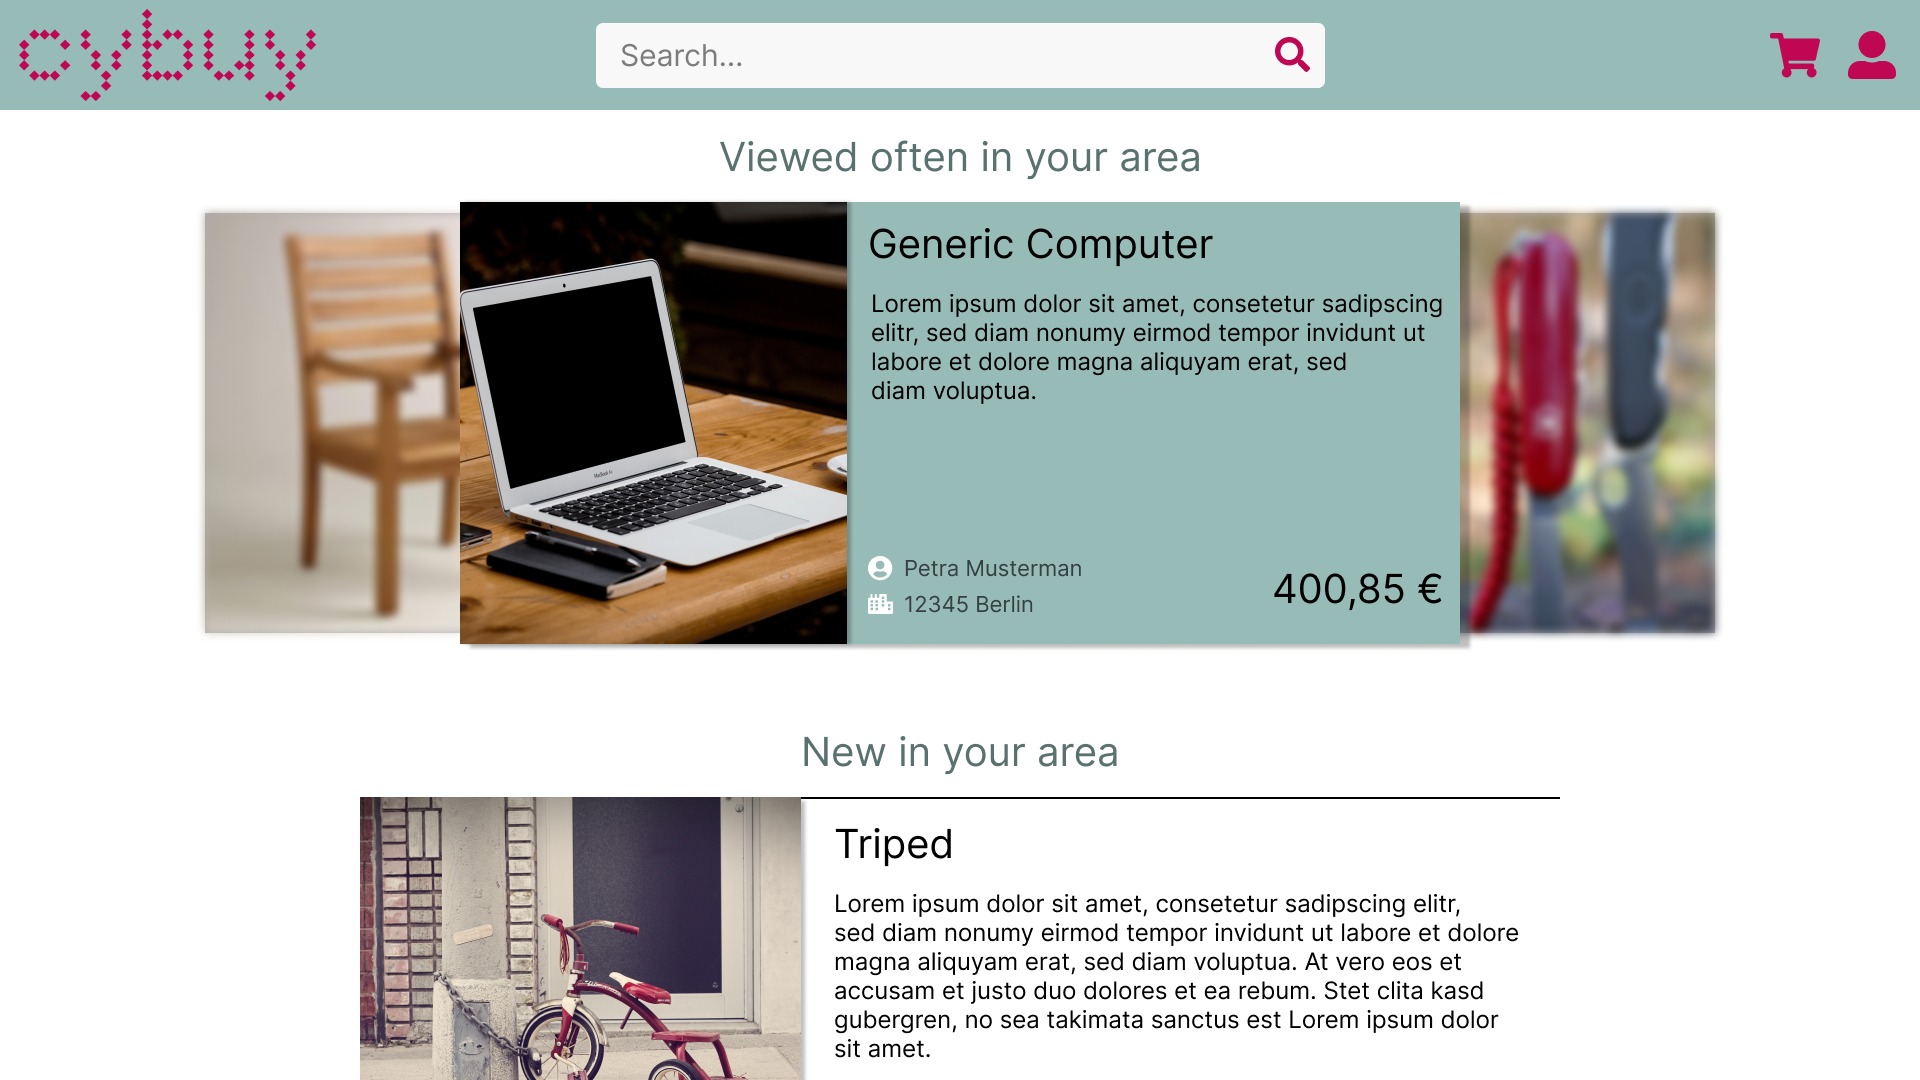 cybuy
Search...
Viewed often in your area
Generic Computer
Lorem ipsum dolor sit amet, consetetur sadipscing
elitr, sed diam nonumy eirmod tempor invidunt ut
labore et dolore magna aliquyam erat, sed
diam voluptua.
MacBook Air
Petra Musterman
12345 Berlin
400,85 €
New in your area
Triped
Lorem ipsum dolor sit amet, consetetur sadipscing elitr,
sed diam nonumy eirmod tempor invidunt ut labore et dolore
magna aliquyam erat, sed diam voluptua. At vero eos et
accusam et justo duo dolores et ea rebum. Stet clita kasd
gubergren, no sea takimata sanctus est Lorem ipsum dolor
sit amet.